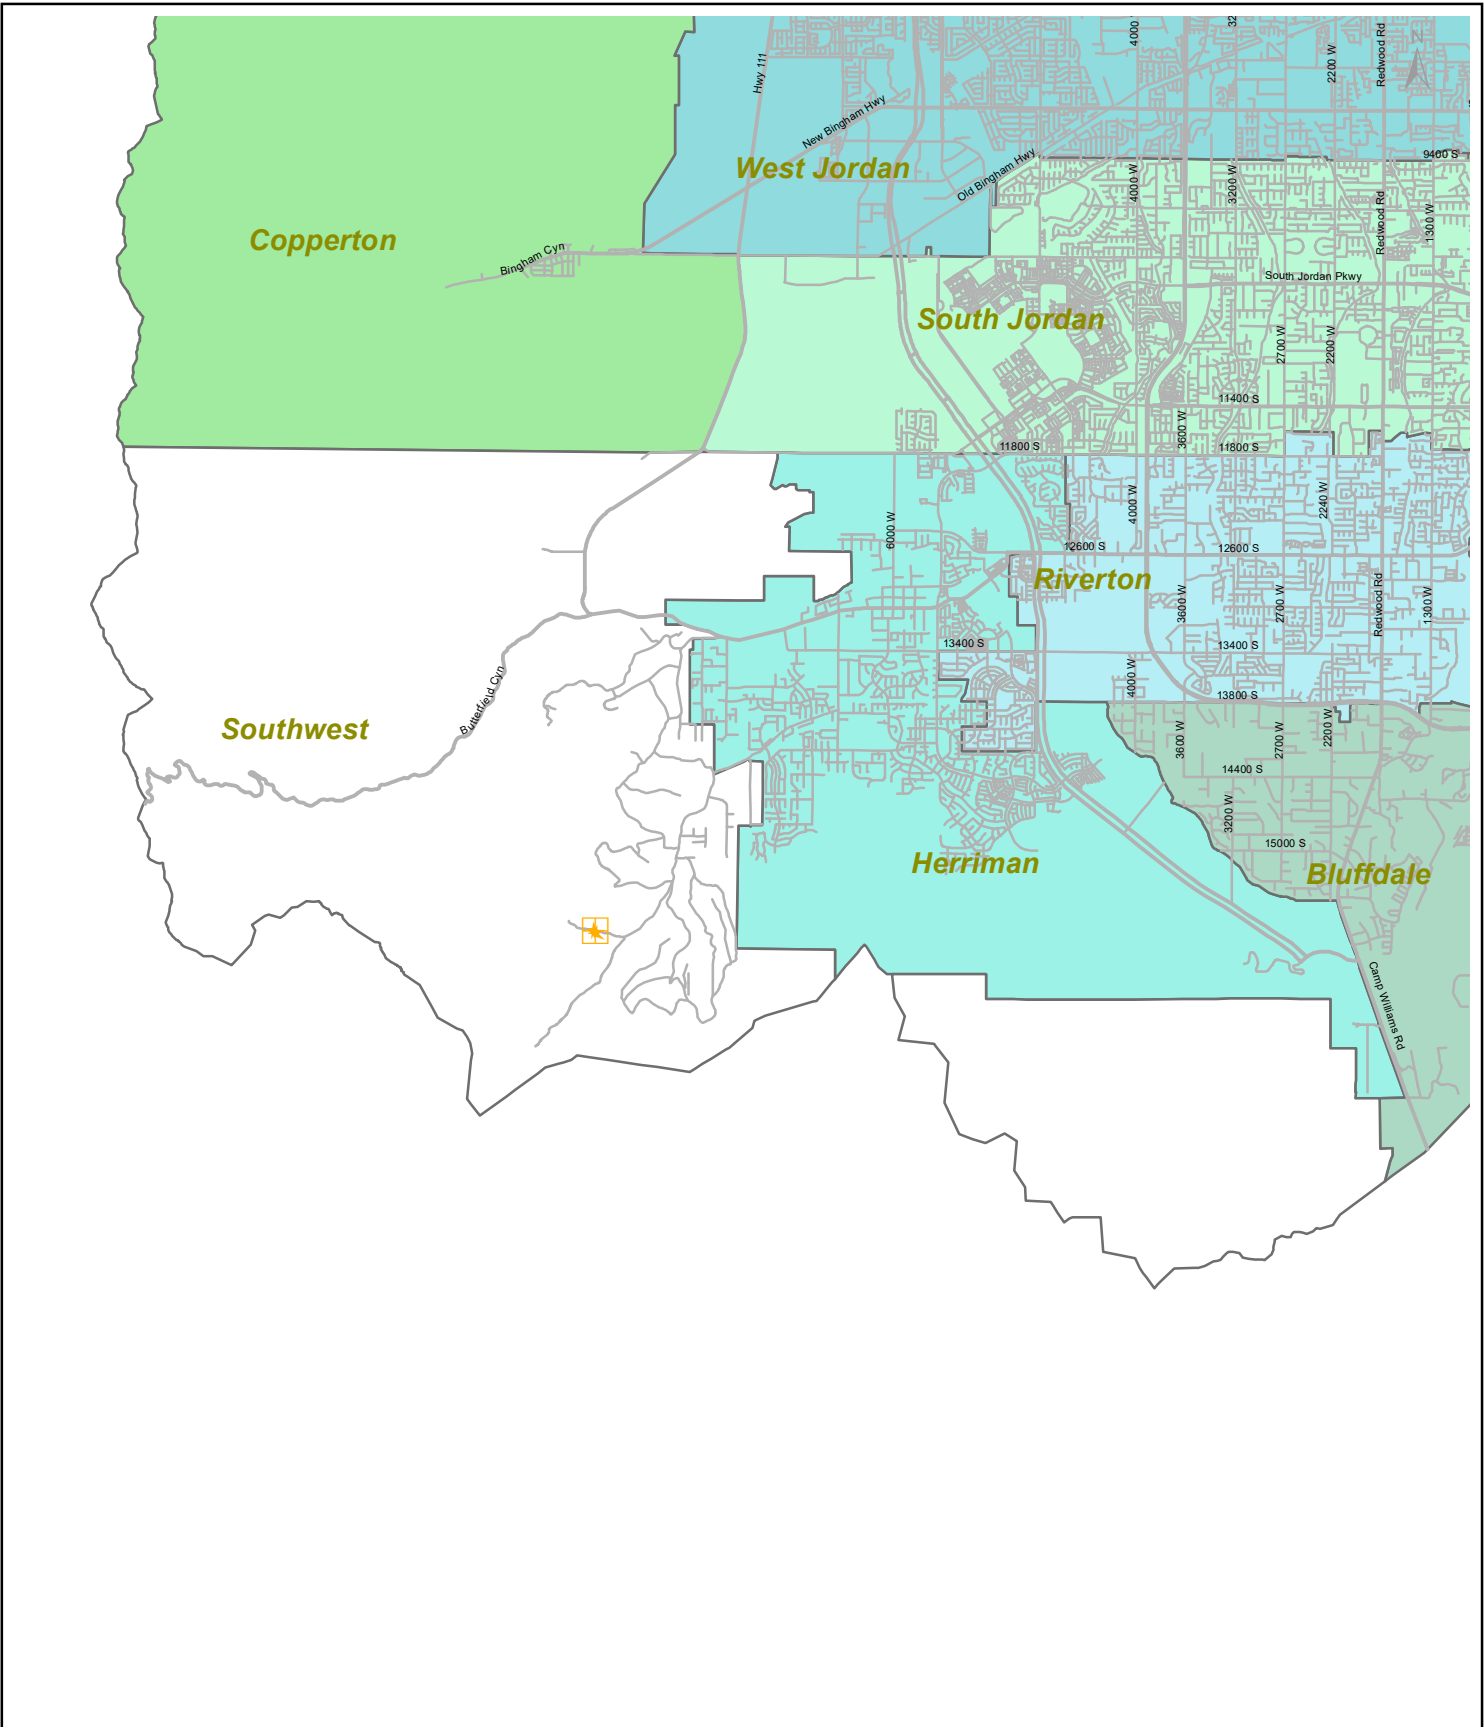 4000
32
2200 W
Redwood Rd
N
Hwy 111
New Bingham Hwy
West Jordan
Old Bingham Hwy
9400 S
4000 W
3200 W
Redwood Rd
1300 W
Copperton
Bingham Cyn
South Jordan Pkwy
South Jordan
2700 W
2200 W
11400 S
3600 W
11800 S
11800 S
6000 W
4000 W
2240 W
12600 S
12600 S
Riverton
3600 W
2700 W
Redwood Rd
1300 W
13400 S
13400 S
4000 W
13800 S
Butterfield Cyn
Southwest
3600 W
2700 W
2200 W
14400 S
3200 W
15000 S
Herriman
Bluffdale
Camp Williams Rd